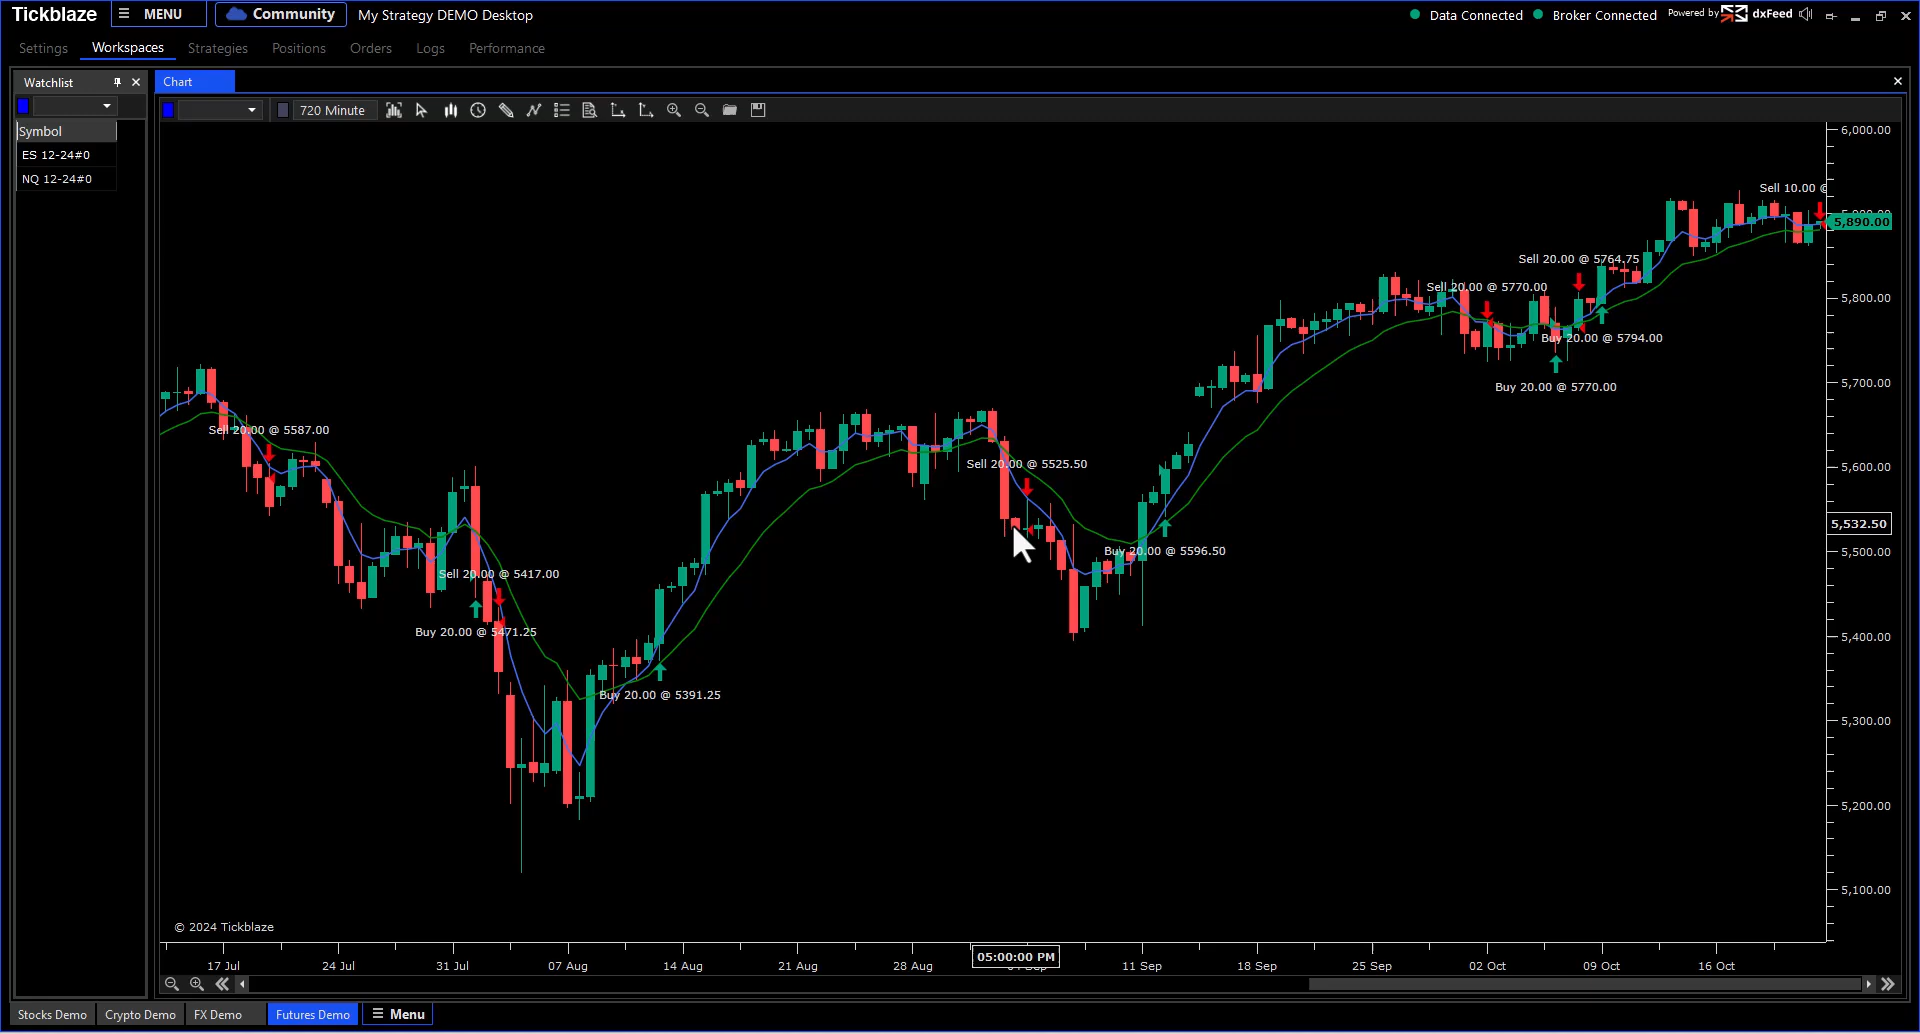 Tickblaze
MENU
Community
My Strategy DEMO Desktop
Data Connected
Broker Connected
Powered by
dxFeed
Settings
Workspaces
Strategies
Positions
Orders
Logs
Performance
Watchlist
Symbol
ES 12-24#0
NQ 12-24#0
Chart
720 Minute
Sell 10.00 @
Sell 20.00 @ 5764.75
Sell 20.00 @ 5770.00
Buy 20.00 @ 5794.00
Buy 20.00 @ 5770.00
Sell 20.00 @ 5587.00
Sell 20.00 @ 5525.50
Buy 20.00 @ 5596.50
Sell 20.00 @ 5417.00
Buy 20.00 @ 5471.25
Buy 20.00 @ 5391.25
6,000.00
5,890.00
5,800.00
5,700.00
5,600.00
5,532.50
5,500.00
5,400.00
5,300.00
5,200.00
5,100.00
© 2024 Tickblaze
05:00:00 PM
17 Jul
24 Jul
31 Jul
07 Aug
14 Aug
21 Aug
28 Aug
11 Sep
18 Sep
25 Sep
02 Oct
09 Oct
16 Oct
Stocks Demo
Crypto Demo
FX Demo
Futures Demo
Menu